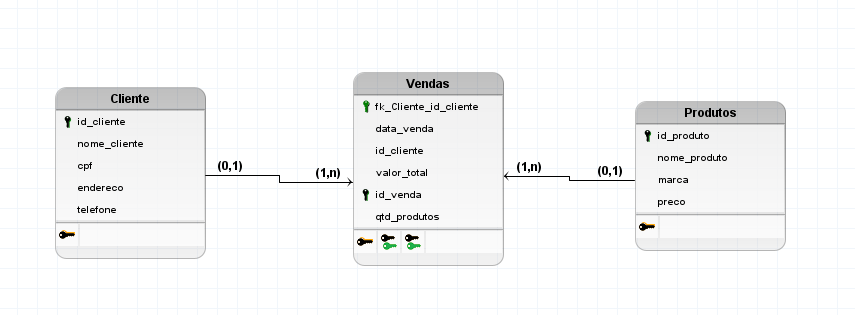 Cliente
id_cliente
nome_cliente
cpf
endereco
telefone
(0,1)
(1,n)
Vendas
fk_Cliente_id_cliente
data_venda
id_cliente
valor_total
id_venda
qtd_produtos
(1,n)
(0,1)
Produtos
id_produto
nome_produto
marca
preco